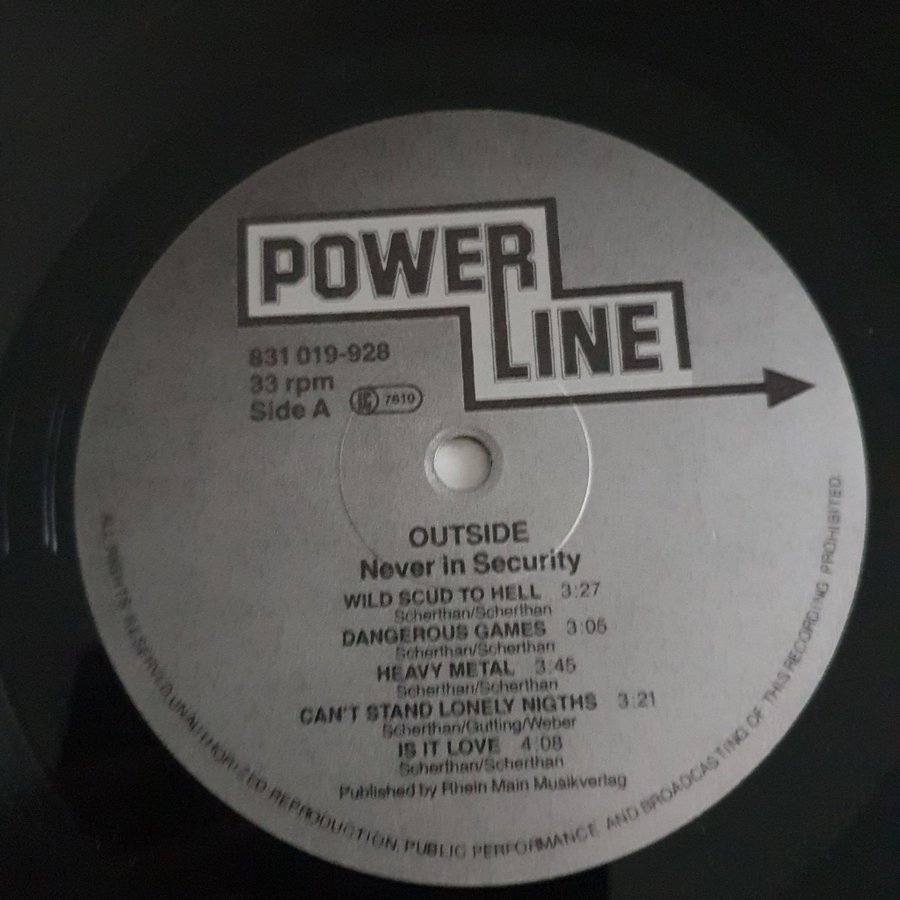 POWER
LINE
831 019-928
33 rpm
Side A
LC 7619
OUTSIDE
Never In Security
WILD SCUD TO HELL 3:27
Scherthan/Scherthan
DANGEROUS GAMES 3:05
Scherthan/Scherthan
HEAVY METAL 3:45
Scherthan/Scherthan
CAN'T STAND LONELY NIGTHS 3:21
Scherthan/Gutting/Weber
IS IT LOVE 4:08
Scherthan/Scherthan
Published by Rhein Main Musikverlag
ALL RIGHTS RESERVED. UNAUTHORIZED REPRODUCTION, PUBLIC PERFORMANCE AND BROADCASTING OF THIS RECORDING PROHIBITED.